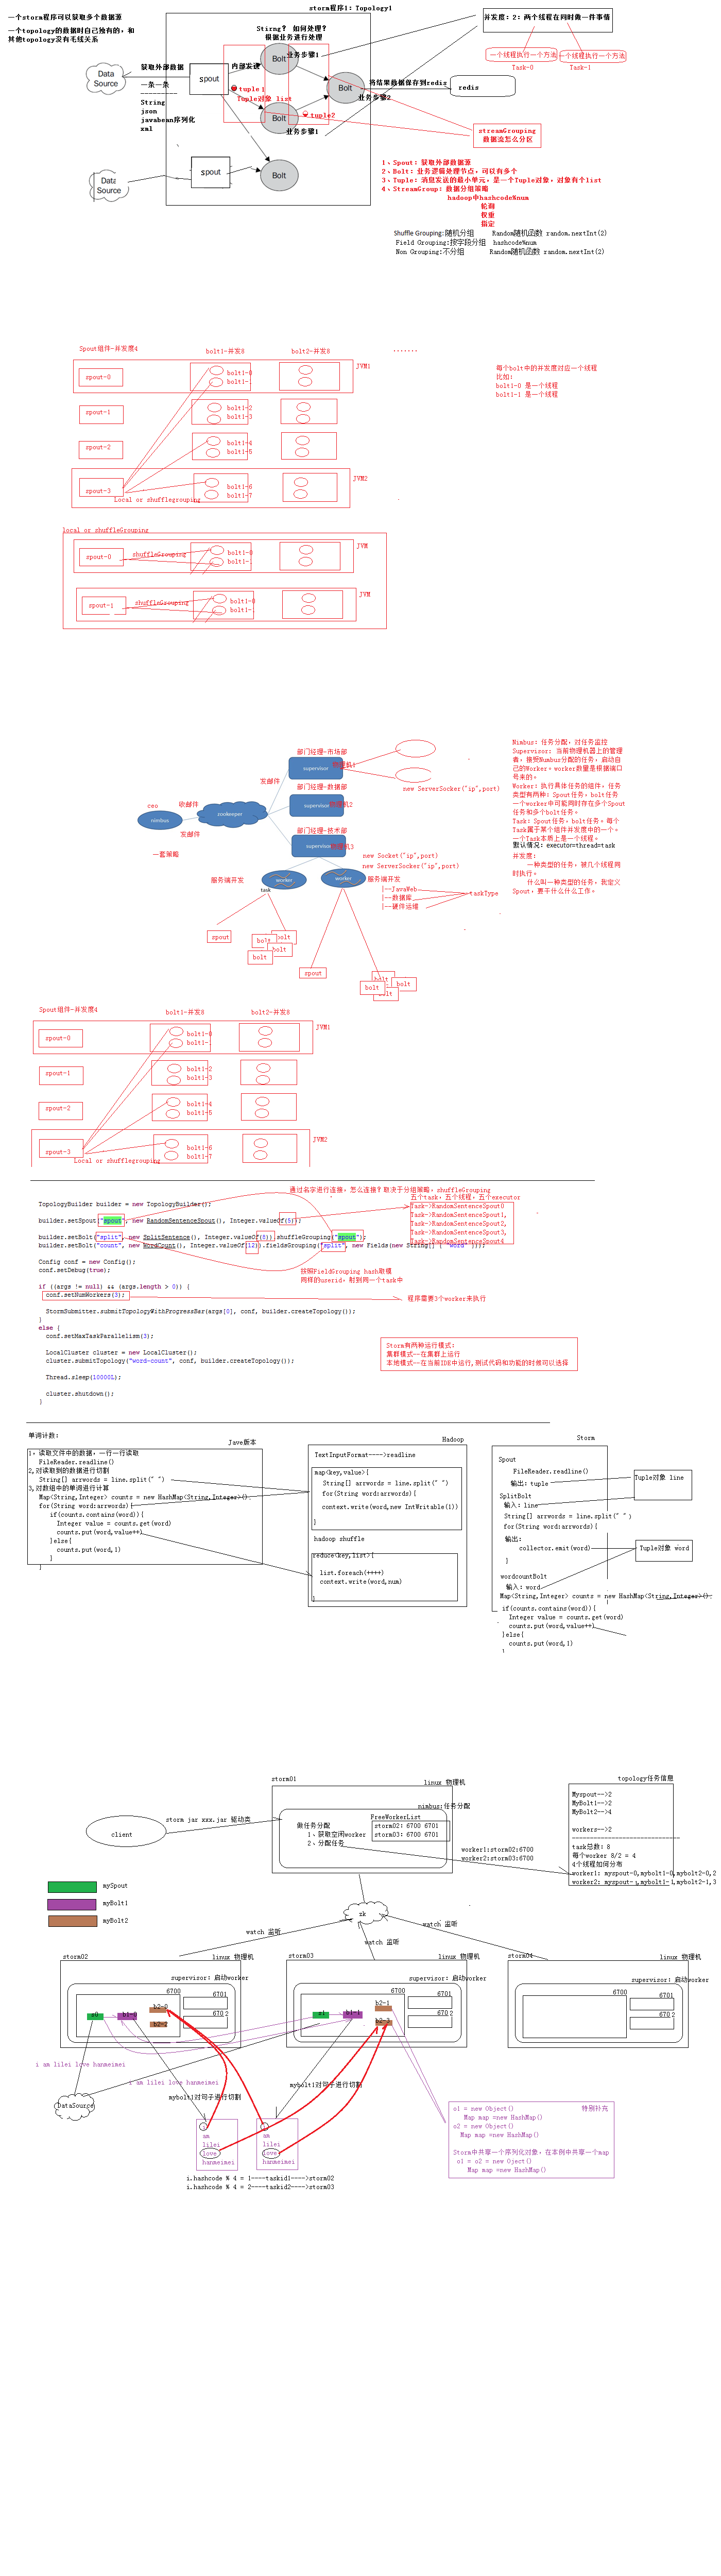 storm程序1：Topology1
一个storm程序可以获取多个数据源
一个topology的数据时自己独有的，和
其他topology没有毛线关系
Stirng? 如何处理?
根据业务进行处理
并发度：2：两个线程在同时做一件事情
一个线程执行一个方法
一个线程执行一个方法
Task-0
Task-1
Data
Source
获取外部数据
一条一条
String
json
javabean序列化
xml
spout
内部发送
Bolt
业务步骤1
tuple1
Tuple对象 list
Bolt
业务步骤1
Bolt
业务步骤2
tuple2
将结果数据保存到redis
redis
streamGrouping
数据流怎么分区
Data
Source
spout
Bolt
1、Spout：获取外部数据源
2、Bolt：业务逻辑处理节点，可以有多个
3、Tuple：消息发送的最小单元，是一个Tuple对象，对象有个list
4、StreamGroup：数据分组策略
hadoop中hashcode%num
轮询
权重
指定
Shuffle Grouping:随机分组 Random随机函数 random.nextInt(2)
Field Grouping:按字段分组 hashcode%num
Non Grouping:不分组 Random随机函数 random.nextInt(2)
Spout组件-并发度4
bolt1-并发8
bolt2-并发8
.......
JVM1
spout-0
bolt1-0
bolt1-1
spout-1
bolt1-2
bolt1-3
spout-2
bolt1-4
bolt1-5
JVM2
spout-3
bolt1-6
bolt1-7
Local or shufflegrouping
每个bolt中的并发度对应一个线程
比如：
bolt1-0 是一个线程
bolt1-1 是一个线程
local or shuffleGrouping
JVM
spout-0
shuffleGrouping
bolt1-0
bolt1-1
JVM
spout-1
shuffleGrouping
bolt1-0
bolt1-1
部门经理-市场部
supervisor
物理机1
new ServerSocker("ip",port)
发邮件
部门经理-数据部
supervisor
物理机2
ceo
收邮件
nimbus
zookeeper
发邮件
一套策略
部门经理-技术部
supervisor
物理机3
new Socket("ip",port)
new ServerSocket("ip",port)
服务端开发
worker
task
worker
服务端开发
|--JavaWeb
|--数据库
|--硬件运维
taskType
spout
bolt
bolt
bolt
bolt
spout
bolt
bolt
bolt
bolt
Nimbus：任务分配，对任务监控
Supervisor：当前物理机器上的管理
者，接受Numbus分配的任务，启动自
己的Worker。worker数量是根据端口
号来的。
Worker：执行具体任务的组件，任务
类型有两种：Spout任务，bolt任务
一个worker中可能同时存在多个Spout
任务和多个bolt任务。
Task：Spout任务、bolt任务。每个
Task属于某个组件并发度中的一个。
一个Task本质上是一个线程。
默认情况：executor=thread=task
并发度：
一种类型的任务，被几个线程同
时执行。
什么叫一种类型的任务，我定义
Spout，要干什么什么工作。
Spout组件-并发度4
bolt1-并发8
bolt2-并发8
JVM1
spout-0
bolt1-0
bolt1-1
spout-1
bolt1-2
bolt1-3
spout-2
bolt1-4
bolt1-5
JVM2
spout-3
bolt1-6
bolt1-7
Local or shufflegrouping
通过名字进行连接，怎么连接？取决于分组策略，shuffleGrouping
五个task，五个线程，五个executor
Task->RandomSentenceSpout0
Task->RandomSentenceSpout1,
Task->RandomSentenceSpout2,
Task->RandomSentenceSpout3,
Task->RandomSentenceSpout4
TopologyBuilder builder = new TopologyBuilder();
builder.setSpout("spout", new RandomSentenceSpout(), Integer.valueOf(5));
builder.setBolt("split", new SplitSentence(), Integer.valueOf(8)).shuffleGrouping("spout");
builder.setBolt("count", new WordCount(), Integer.valueOf(12)).fieldsGrouping("split", new Fields(new String[] { "word" }));
Config conf = new Config();
conf.setDebug(true);
按照FieldGrouping hash取模
同样的userid，射到同一个task中
if ((args != null) && (args.length > 0)) {
conf.setNumWorkers(3);
程序需要3个worker来执行
StormSubmitter.submitTopologyWithProgressBar(args[0], conf, builder.createTopology());
}
else {
conf.setMaxTaskParallelism(3);
LocalCluster cluster = new LocalCluster();
cluster.submitTopology("word-count", conf, builder.createTopology());
Thread.sleep(10000L);
cluster.shutdown();
}
Storm有两种运行模式：
集群模式--在集群上运行
本地模式--在当前IDE中运行,测试代码和功能的时候可以选择
单词计数：
Jave版本
1，读取文件中的数据，一行一行读取
FileReader.readline()
2,对读取到的数据进行切割
String[] arrwords = line.split(" ")
3,对数组中的单词进行计算
Map<String,Integer> counts = new HashMap<String,Integer>()
for(String word:arrwords){
if(counts.contains(word)){
Integer value = counts.get(word)
counts.put(word,value++)
}else{
counts.put(word,1)
}
}
Hadoop
TextInputFormat---->readline
map<key,value>{
String[] arrwords = line.split(" ")
for(String word:arrwords){
context.write(word,new IntWritable(1))
}
hadoop shuffle
reduce(key,list){
list.foreach(++++)
context.write(word,num)
}
Storm
Spout
FileReader.readline()
输出：tuple
Tuple对象 line
SplitBolt
输入：line
String[] arrwords = line.split(" ")
for(String word:arrwords){
输出：
collector.emit(word)
Tuple对象 word
}
wordcountBolt
输入：word
Map<String,Integer> counts = new HashMap<String,Integer>();
if(counts.contains(word)){
Integer value = counts.get(word)
counts.put(word,value++)
}else{
counts.put(word,1)
}
storm01
linux 物理机
topology任务信息
client
storm jar xxx.jar 驱动类
nimbus:任务分配
做任务分配
1、获取空闲worker
2、分配任务
FreeWorkerList
storm02: 6700 6701
storm03: 6700 6701
worker1:storm02:6700
worker2:storm03:6700
Myspout-->2
MyBolt1-->2
MyBolt2-->4
workers-->2
task总数：8
每个worker 8/2 = 4
4个线程如何分布
worker1: myspout-0,mybolt1-0,mybolt2-0,2
worker2: myspout-1,mybolt1-1,mybolt2-1,3
mySpout
myBolt1
myBolt2
zk
watch 监听
watch 监听
watch 监听
storm02
linux 物理机
supervisor: 启动worker
6700
6701
6702
s0
b1-0
b2-0
b2-2
storm03
linux 物理机
supervisor: 启动worker
6700
6701
6702
s1
b1-1
b2-1
b2-3
storm04
linux 物理机
supervisor: 启动worker
6700
6701
6702
i am lilei love hanmeimei
i am lilei love hanmeimei
DataSource
mybolt1对句子进行切割
mybolt1对句子进行切割
i
am
lilei
love
hanmeimei
i
am
lilei
love
hanmeimei
i.hashcode % 4 = 1----taskid1---->storm02
i.hashcode % 4 = 2----taskid2---->storm03
o1 = new Object()
特别补充
Map map =new HashMap()
o2 = new Object()
Map map =new HashMap()
Storm中共享一个序列化对象，在本例中共享一个map
o1 = o2 = new Oject()
Map map =new HashMap()